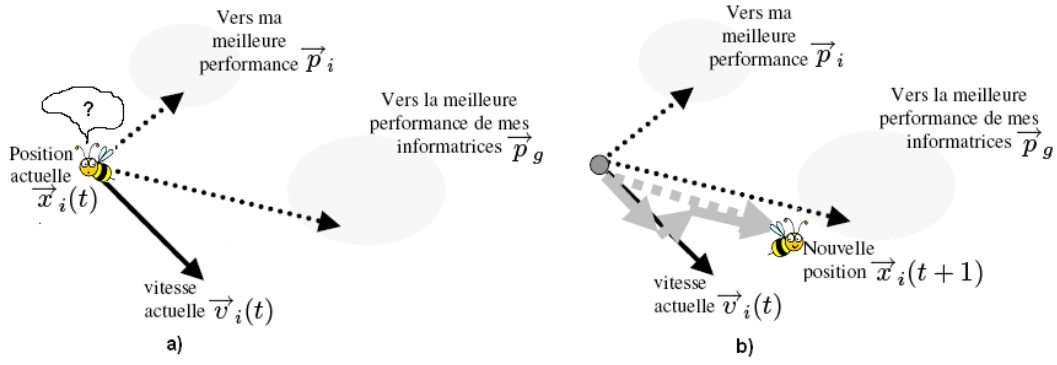 Vers ma
meilleure
performance p⃗ i
?
Vers la meilleure
performance de mes
informatrices p⃗ g
Position
actuelle
x⃗ i(t)
vitesse
actuelle v⃗ i(t)
a)
Vers ma
meilleure
performance p⃗ i
Vers la meilleure
performance de mes
informatrices p⃗ g
Nouvelle
position x⃗ i(t+1)
vitesse
actuelle v⃗ i(t)
b)